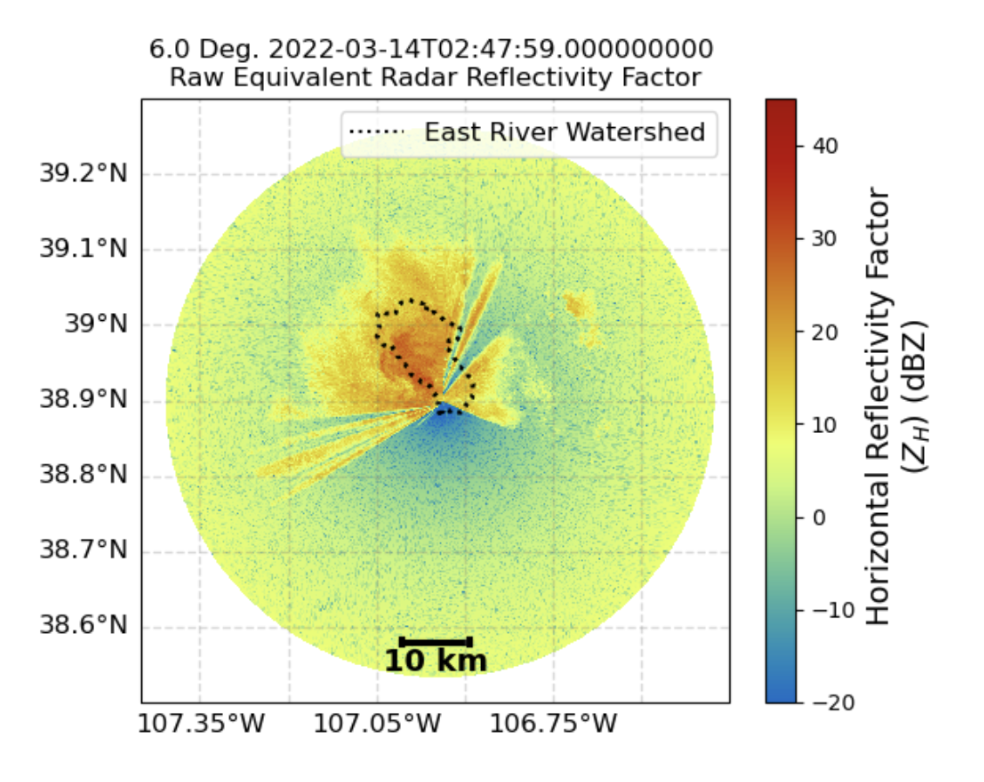 6.0 Deg. 2022-03-14T02:47:59.000000000
Raw Equivalent Radar Reflectivity Factor
East River Watershed
39.2°N
39.1°N
39°N
38.9°N
38.8°N
38.7°N
38.6°N
10 km
107.35°W 107.05°W 106.75°W
40
30
20
10
0
−10
−20
Horizontal Reflectivity Factor
(Z_H) (dBZ)